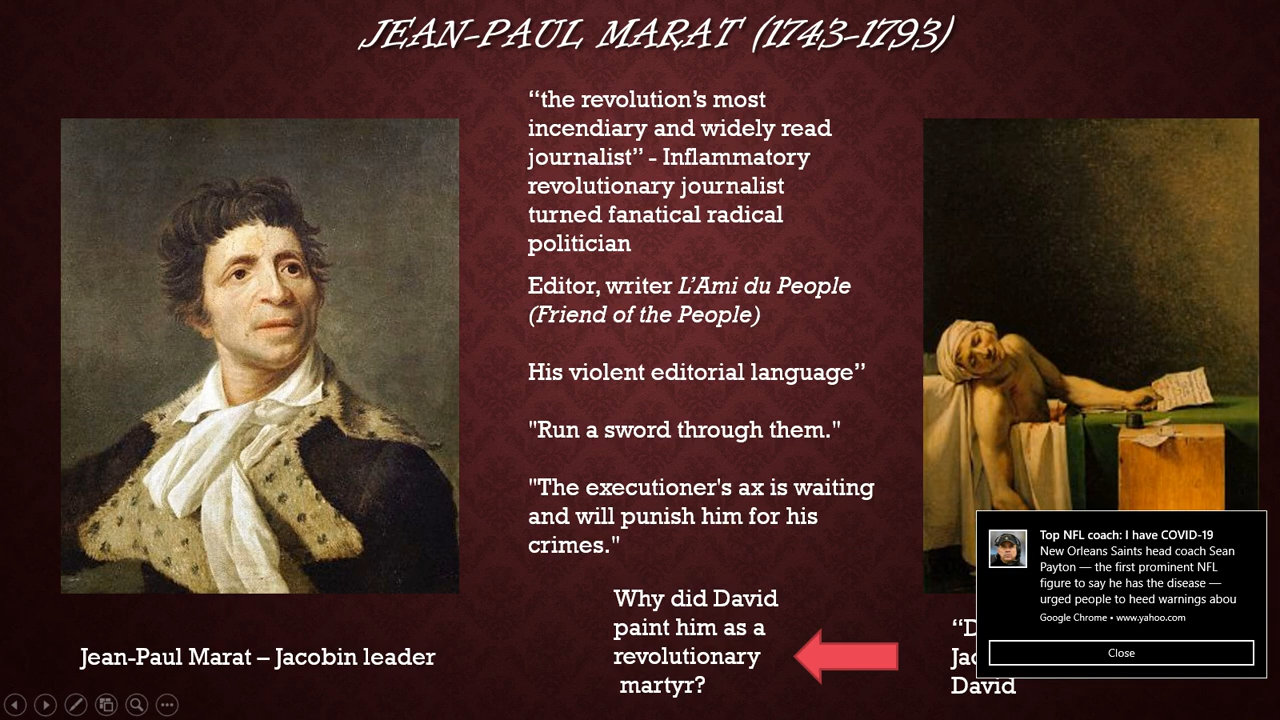 JEAN-PAUL MARAT (1743-1793)
“the revolution’s most
incendiary and widely read
journalist” - Inflammatory
revolutionary journalist
turned fanatical radical
politician
Editor, writer L’Ami du People
(Friend of the People)
His violent editorial language”
"Run a sword through them."
"The executioner's ax is waiting
and will punish him for his
crimes."
Why did David
paint him as a
revolutionary
martyr?
Jean-Paul Marat – Jacobin leader
David
Top NFL coach: I have COVID-19
New Orleans Saints head coach Sean
Payton — the first prominent NFL
figure to say he has the disease —
urged people to heed warnings abou
Google Chrome • www.yahoo.com
Close